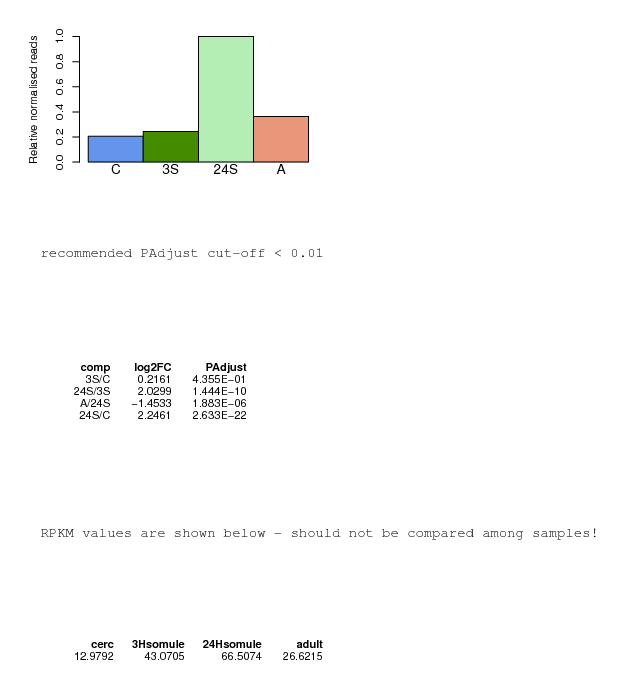 Relative normalised reads
1.0
0.8
0.6
0.4
0.2
0.0
C 3S 24S A
recommended PAdjust cut-off < 0.01
comp log2FC PAdjust
3S/C 0.2161 4.355E-01
24S/3S 2.0299 1.444E-10
A/24S -1.4533 1.883E-06
24S/C 2.2461 2.633E-22
RPKM values are shown below - should not be compared among samples!
cerc 3Hsomule 24Hsomule adult
12.9792 43.0705 66.5074 26.6215